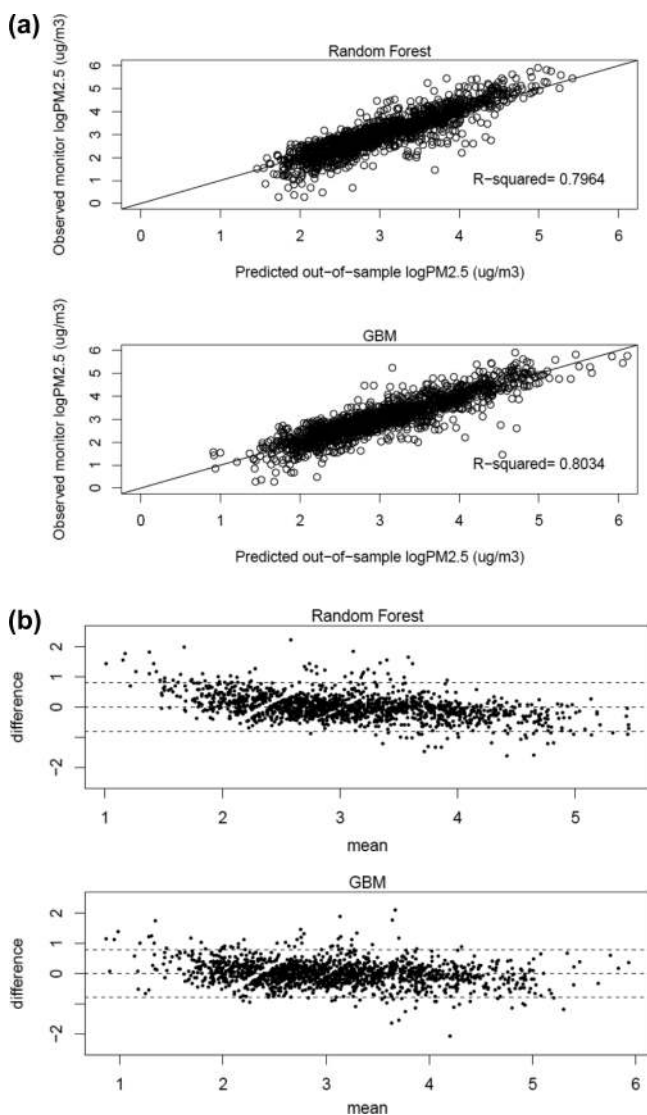 (a)
Random Forest
Observed monitor logPM2.5 (ug/m3)
6
5
4
3
2
1
0
R-squared= 0.7964
0 1 2 3 4 5 6
Predicted out-of-sample logPM2.5 (ug/m3)
GBM
Observed monitor logPM2.5 (ug/m3)
6
5
4
3
2
1
0
R-squared= 0.8034
0 1 2 3 4 5 6
Predicted out-of-sample logPM2.5 (ug/m3)
(b)
Random Forest
difference
2
1
0
-2
1 2 3 4 5
mean
GBM
difference
2
1
0
-2
1 2 3 4 5 6
mean